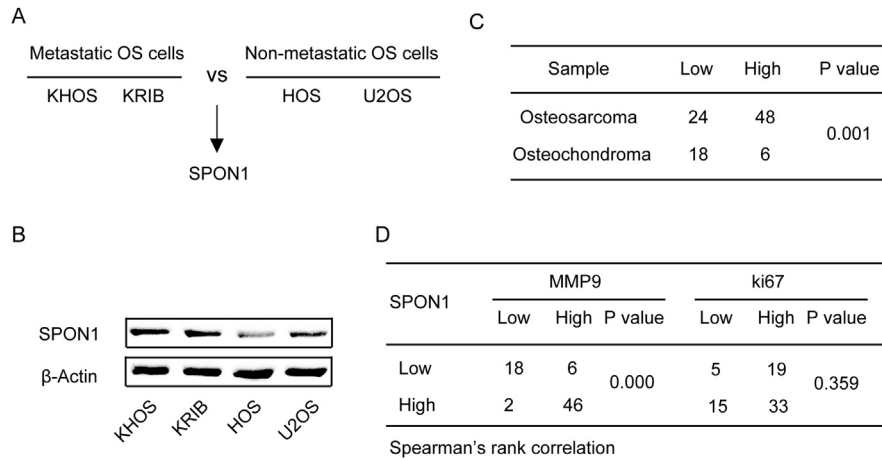 A
Metastatic OS cells vs Non-metastatic OS cells
KHOS KRIB HOS U2OS
SPON1
B
SPON1
β-Actin
KHOS KRIB HOS U2OS
C
Sample Low High P value
Osteosarcoma 24 48
0.001
Osteochondroma 18 6
D
MMP9 ki67
SPON1
Low High P value Low High P value
Low 18 6 5 19
0.000 0.359
High 2 46 15 33
Spearman's rank correlation